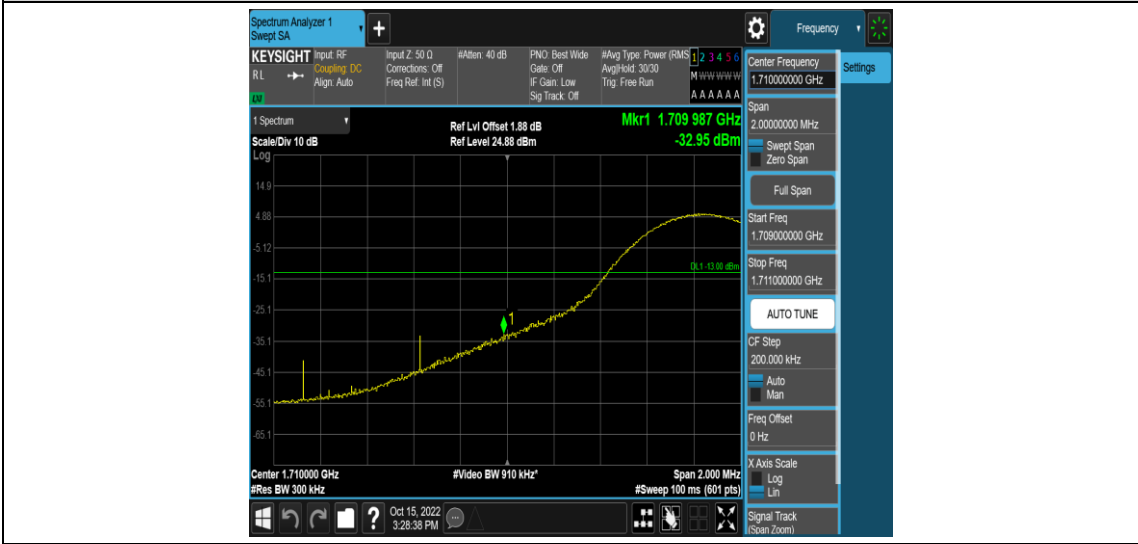 Spectrum Analyzer 1
Swept SA
+
Frequency
KEYSIGHT
RL
LXI
Input: RF
Coupling: DC
Align: Auto
Input Z: 50 Ω
Corrections: Off
Freq Ref: Int (S)
#Atten: 40 dB
PNO: Best Wide
Gate: Off
IF Gain: Low
Sig Track: Off
#Avg Type: Power (RMS
Avg|Hold: 30/30
Trig: Free Run
1 2 3 4 5 6
M W W W W W
A A A A A A
1 Spectrum
Scale/Div 10 dB
Log
Ref Lvl Offset 1.88 dB
Ref Level 24.88 dBm
Mkr1 1.709 987 GHz
-32.95 dBm
14.9
4.88
-5.12
DL1 -13.00 dBm
-15.1
-25.1
1
-35.1
-45.1
-55.1
-65.1
Center 1.710000 GHz
#Video BW 910 kHz*
Span 2.000 MHz
#Res BW 300 kHz
#Sweep 100 ms (601 pts)
?
Oct 15, 2022
3:28:38 PM
Center Frequency
1.710000000 GHz
Settings
Span
2.00000000 MHz
Swept Span
Zero Span
Full Span
Start Freq
1.709000000 GHz
Stop Freq
1.711000000 GHz
AUTO TUNE
CF Step
200.000 kHz
Auto
Man
Freq Offset
0 Hz
X Axis Scale
Log
Lin
Signal Track
(Span Zoom)